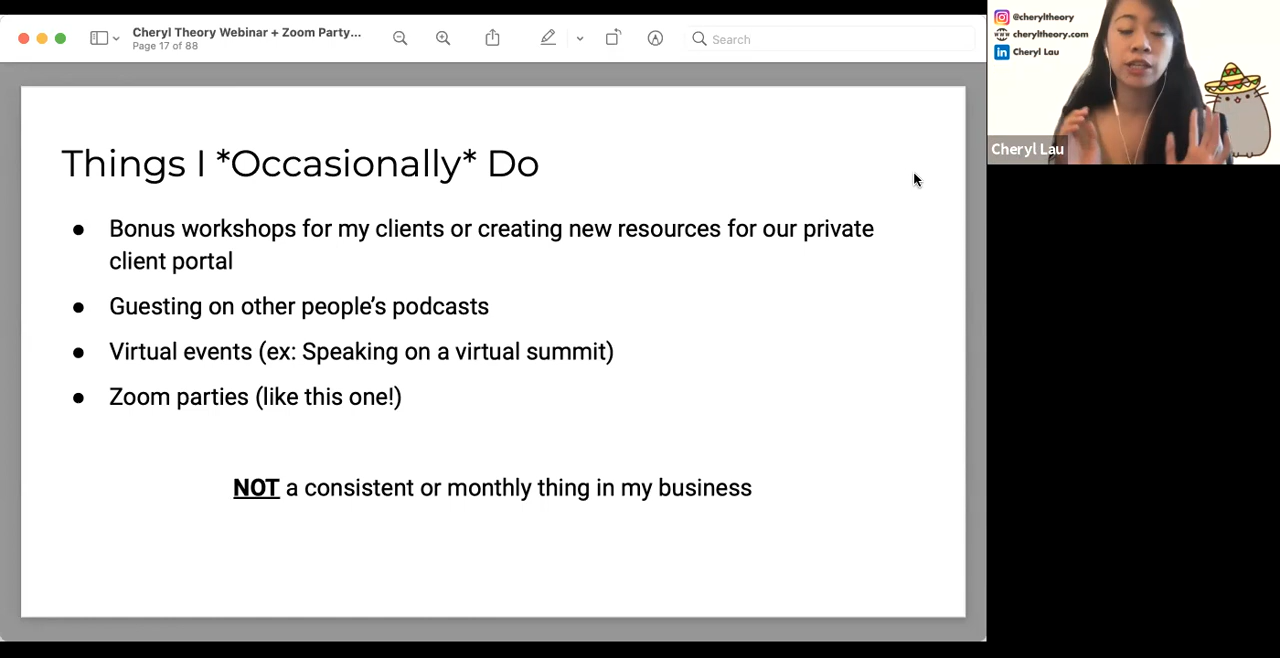 Cheryl Theory Webinar + Zoom Party...
Page 17 of 88
Search
@cheryltheory
cheryltheory.com
in Cheryl Lau
Cheryl Lau
Things I *Occasionally* Do
● Bonus workshops for my clients or creating new resources for our private
client portal
● Guesting on other people’s podcasts
● Virtual events (ex: Speaking on a virtual summit)
● Zoom parties (like this one!)
NOT a consistent or monthly thing in my business